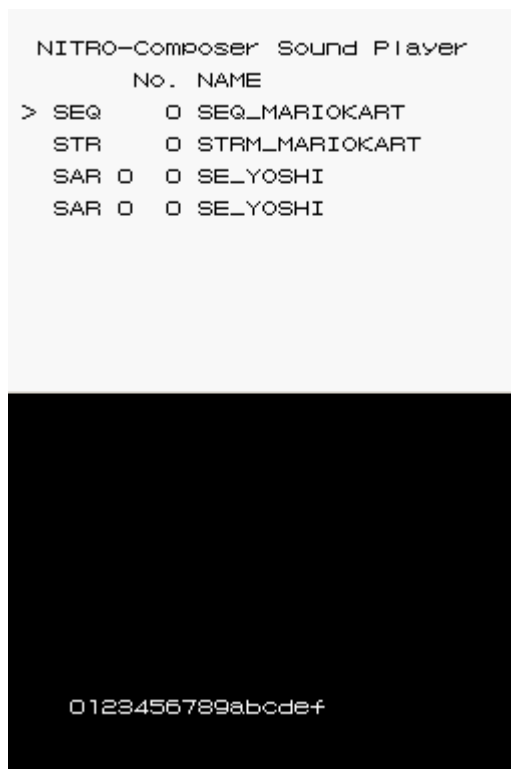 NITRO-Composer Sound Player
No. NAME
> SEQ 0 SEQ_MARIOKART
STR 0 STRM_MARIOKART
SAR 0 0 SE_YOSHI
SAR 0 0 SE_YOSHI
0123456789abcdef